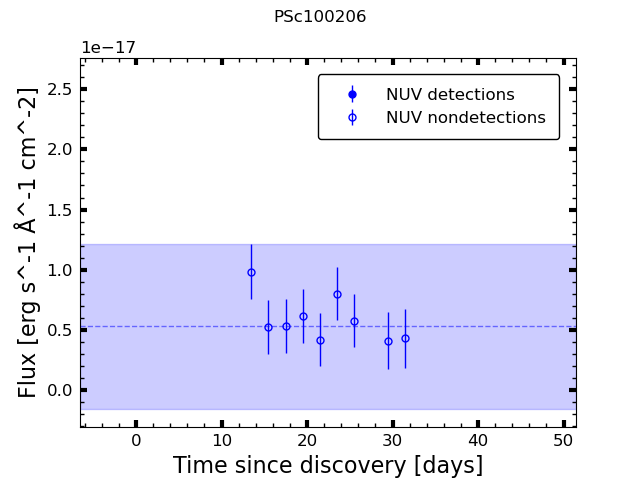 PSc100206
1e−17
Flux [erg s^-1 Å^-1 cm^-2]
2.5
2.0
1.5
1.0
0.5
0.0
NUV detections
NUV nondetections
0 10 20 30 40 50
Time since discovery [days]